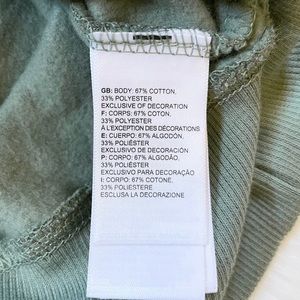 GB: BODY: 67% COTTON,
33% POLYESTER
EXCLUSIVE OF DECORATION
F: CORPS: 67% COTON,
33% POLYESTER
À L'EXCEPTION DES DÉCORATIONS
E: CUERPO: 67% ALGODÓN,
33% POLIÉSTER
EXCLUSIVO DE DECORACIÓN
P: CORPO: 67% ALGODÃO,
33% POLIÉSTER
EXCLUSIVO PARA DECORAÇÃO
I: CORPO: 67% COTONE,
33% POLIESTERE
ESCLUSA LA DECORAZIONE